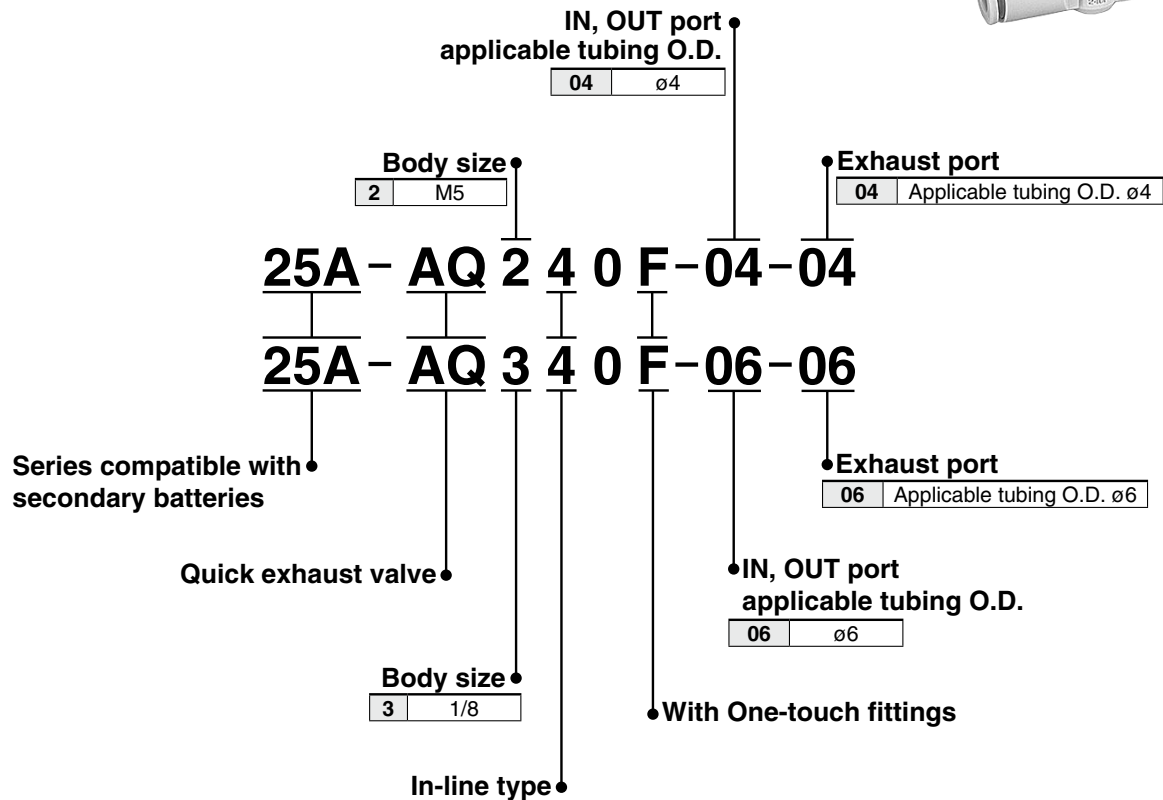 IN, OUT port
applicable tubing O.D.
04 ø4
Body size
2 M5
Exhaust port
04 Applicable tubing O.D. ø4
25A-AQ240F-04-04
25A-AQ340F-06-06
Series compatible with
secondary batteries
Exhaust port
06 Applicable tubing O.D. ø6
Quick exhaust valve
IN, OUT port
applicable tubing O.D.
06 ø6
Body size
3 1/8
With One-touch fittings
In-line type